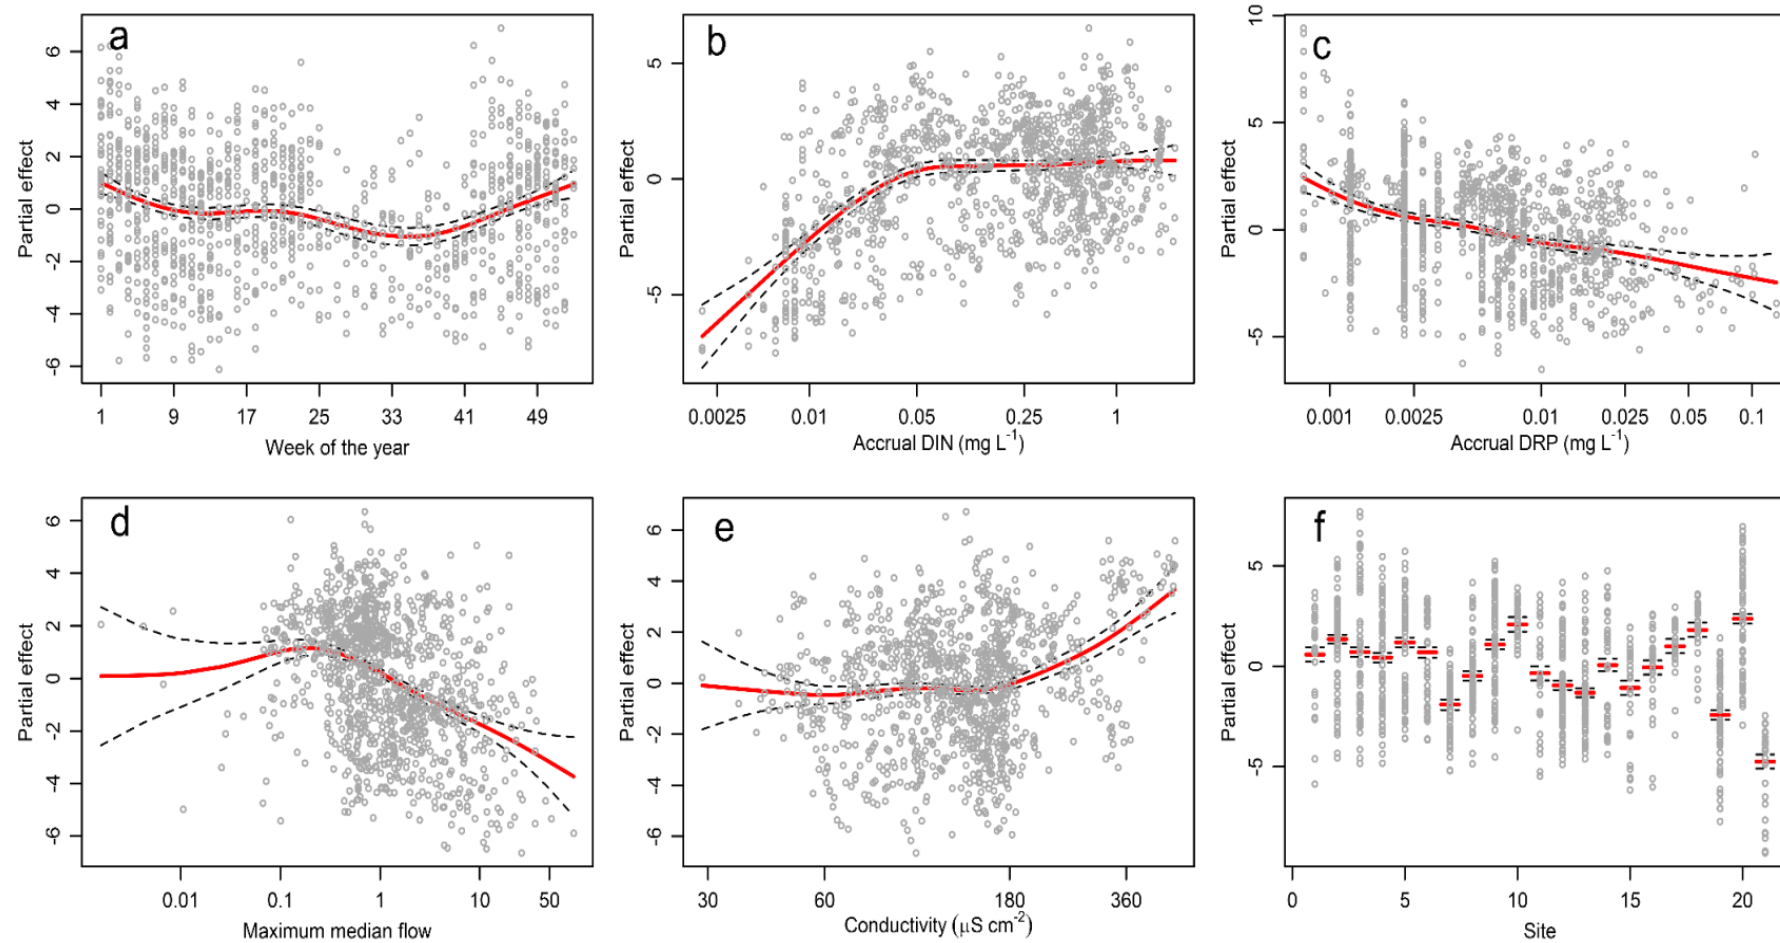 a
Partial effect
6
4
2
0
-2
-4
-6
1 9 17 25 33 41 49
Week of the year
b
Partial effect
5
0
-5
0.0025 0.01 0.05 0.25 1
Accrual DIN (mg L-1)
c
Partial effect
10
5
0
-5
0.001 0.0025 0.01 0.025 0.05 0.1
Accrual DRP (mg L-1)
d
Partial effect
6
4
2
0
-2
-4
-6
0.01 0.1 1 10 50
Maximum median flow
e
Partial effect
6
4
2
0
-2
-4
-6
30 60 180 360
Conductivity (µS cm-2)
f
Partial effect
5
0
-5
0 5 10 15 20
Site